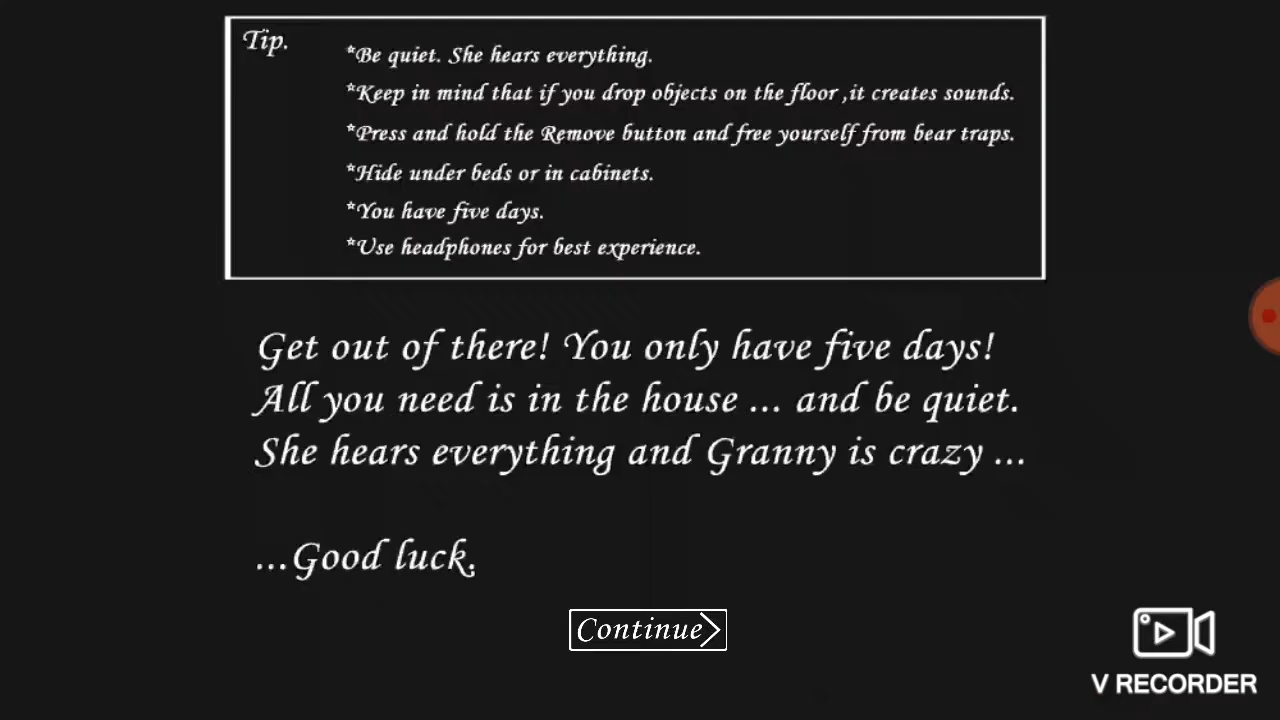 Tip.
*Be quiet. She hears everything.
*Keep in mind that if you drop objects on the floor ,it creates sounds.
*Press and hold the Remove button and free yourself from bear traps.
*Hide under beds or in cabinets.
*You have five days.
*Use headphones for best experience.
Get out of there! You only have five days!
All you need is in the house ... and be quiet.
She hears everything and Granny is crazy ...
...Good luck.
Continue
V RECORDER